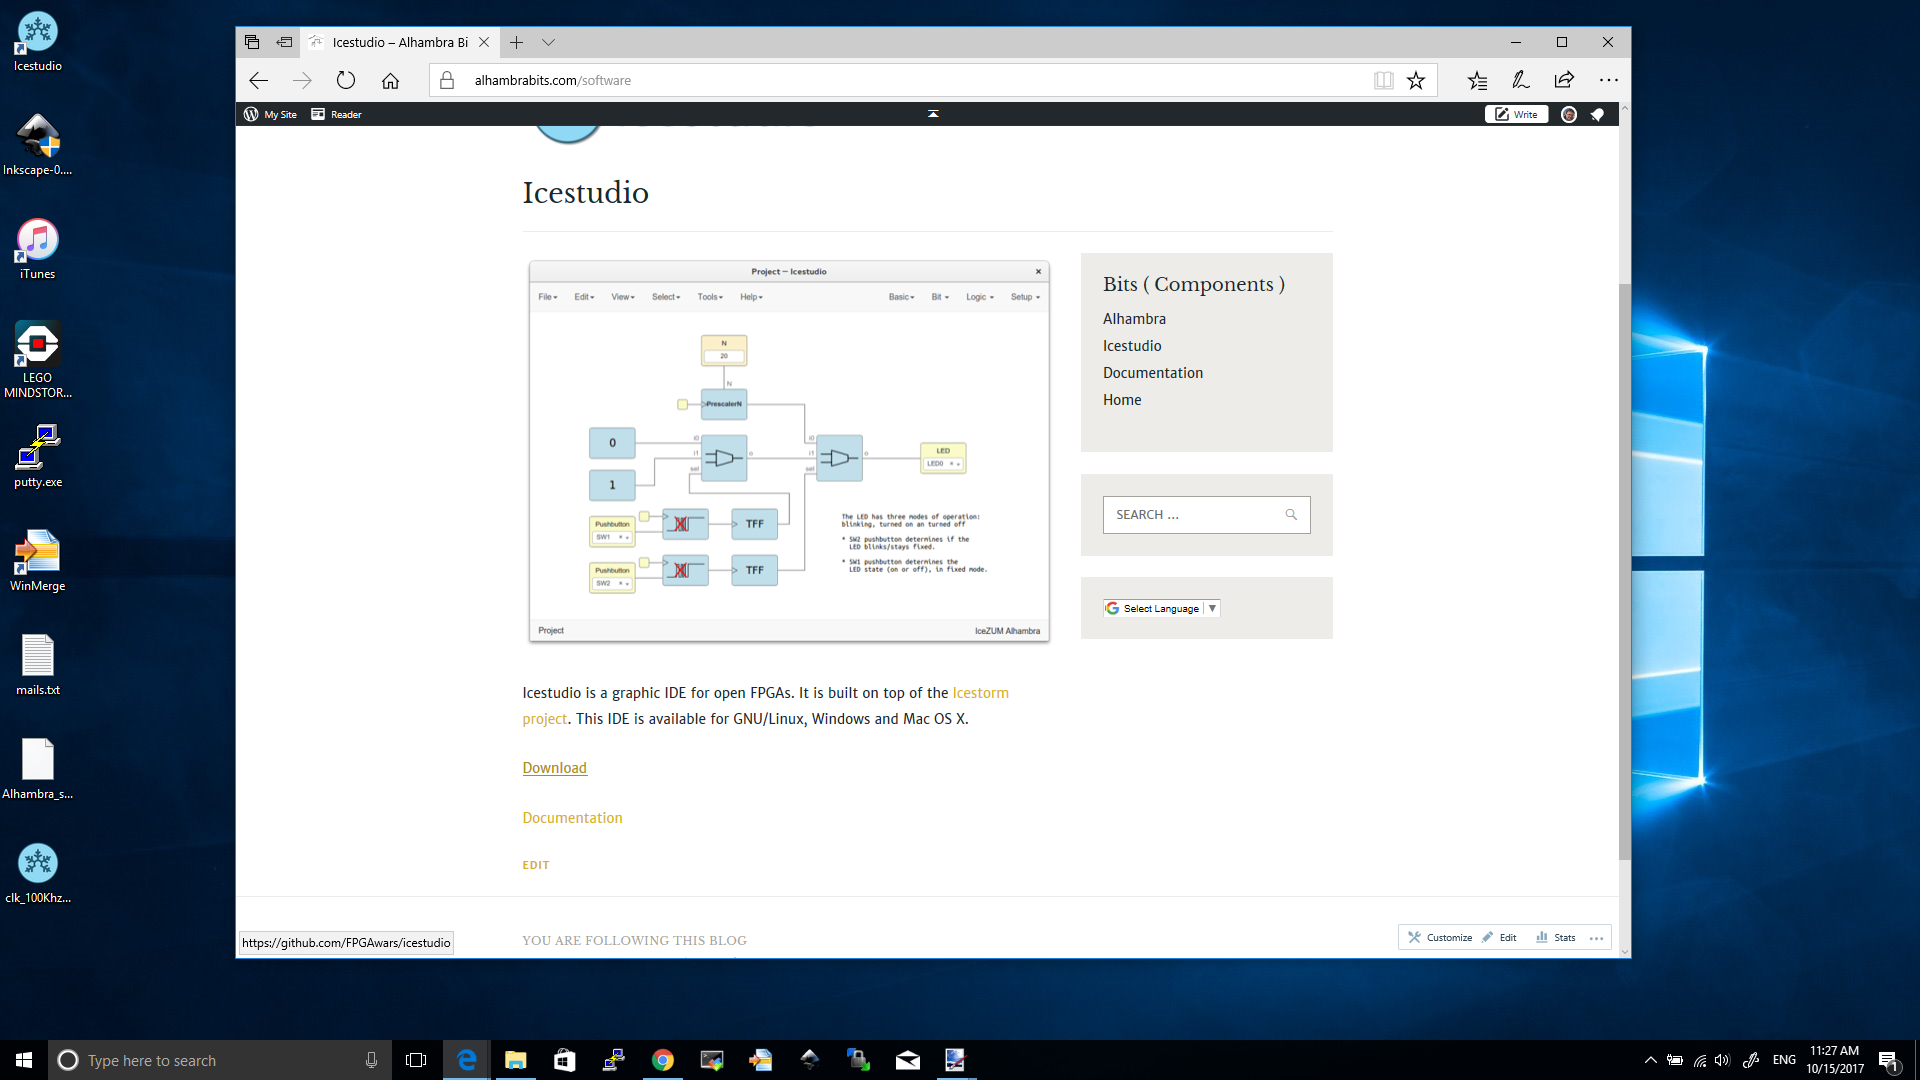 Icestudio
Inkscape-0....
iTunes
LEGO
MINDSTOR...
putty.exe
WinMerge
mails.txt
Alhambra_s...
clk_100Khz...
Icestudio – Alhambra Bi
alhambrabits.com/software
My Site
Reader
Write
Icestudio
Project – Icestudio
File
Edit
View
Select
Tools
Help
Basic
Bit
Logic
Setup
N
20
N
PrescalerN
0
1
i0
i1
sel
o
i0
i1
sel
o
LED
LED0
Pushbutton
SW1
TFF
Pushbutton
SW2
TFF
The LED has three modes of operation:
blinking, turned on an turned off
* SW2 pushbutton determines if the
LED blinks/stays fixed.
* SW1 pushbutton determines the
LED state (on or off), in fixed mode.
Project
IceZUM Alhambra
Bits ( Components )
Alhambra
Icestudio
Documentation
Home
SEARCH ...
Select Language
Icestudio is a graphic IDE for open FPGAs. It is built on top of the Icestorm
project. This IDE is available for GNU/Linux, Windows and Mac OS X.
Download
Documentation
EDIT
YOU ARE FOLLOWING THIS BLOG
https://github.com/FPGAwars/icestudio
Customize
Edit
Stats
Type here to search
ENG
11:27 AM
10/15/2017
1